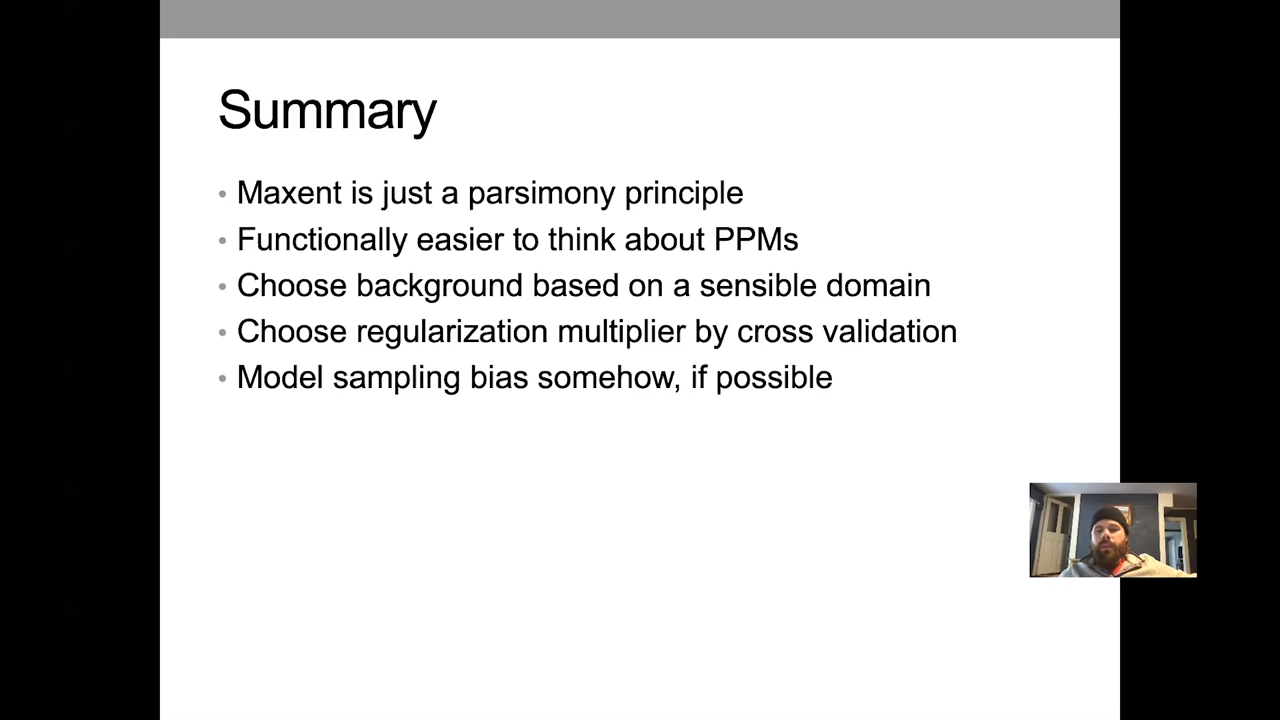 Summary
• Maxent is just a parsimony principle
• Functionally easier to think about PPMs
• Choose background based on a sensible domain
• Choose regularization multiplier by cross validation
• Model sampling bias somehow, if possible